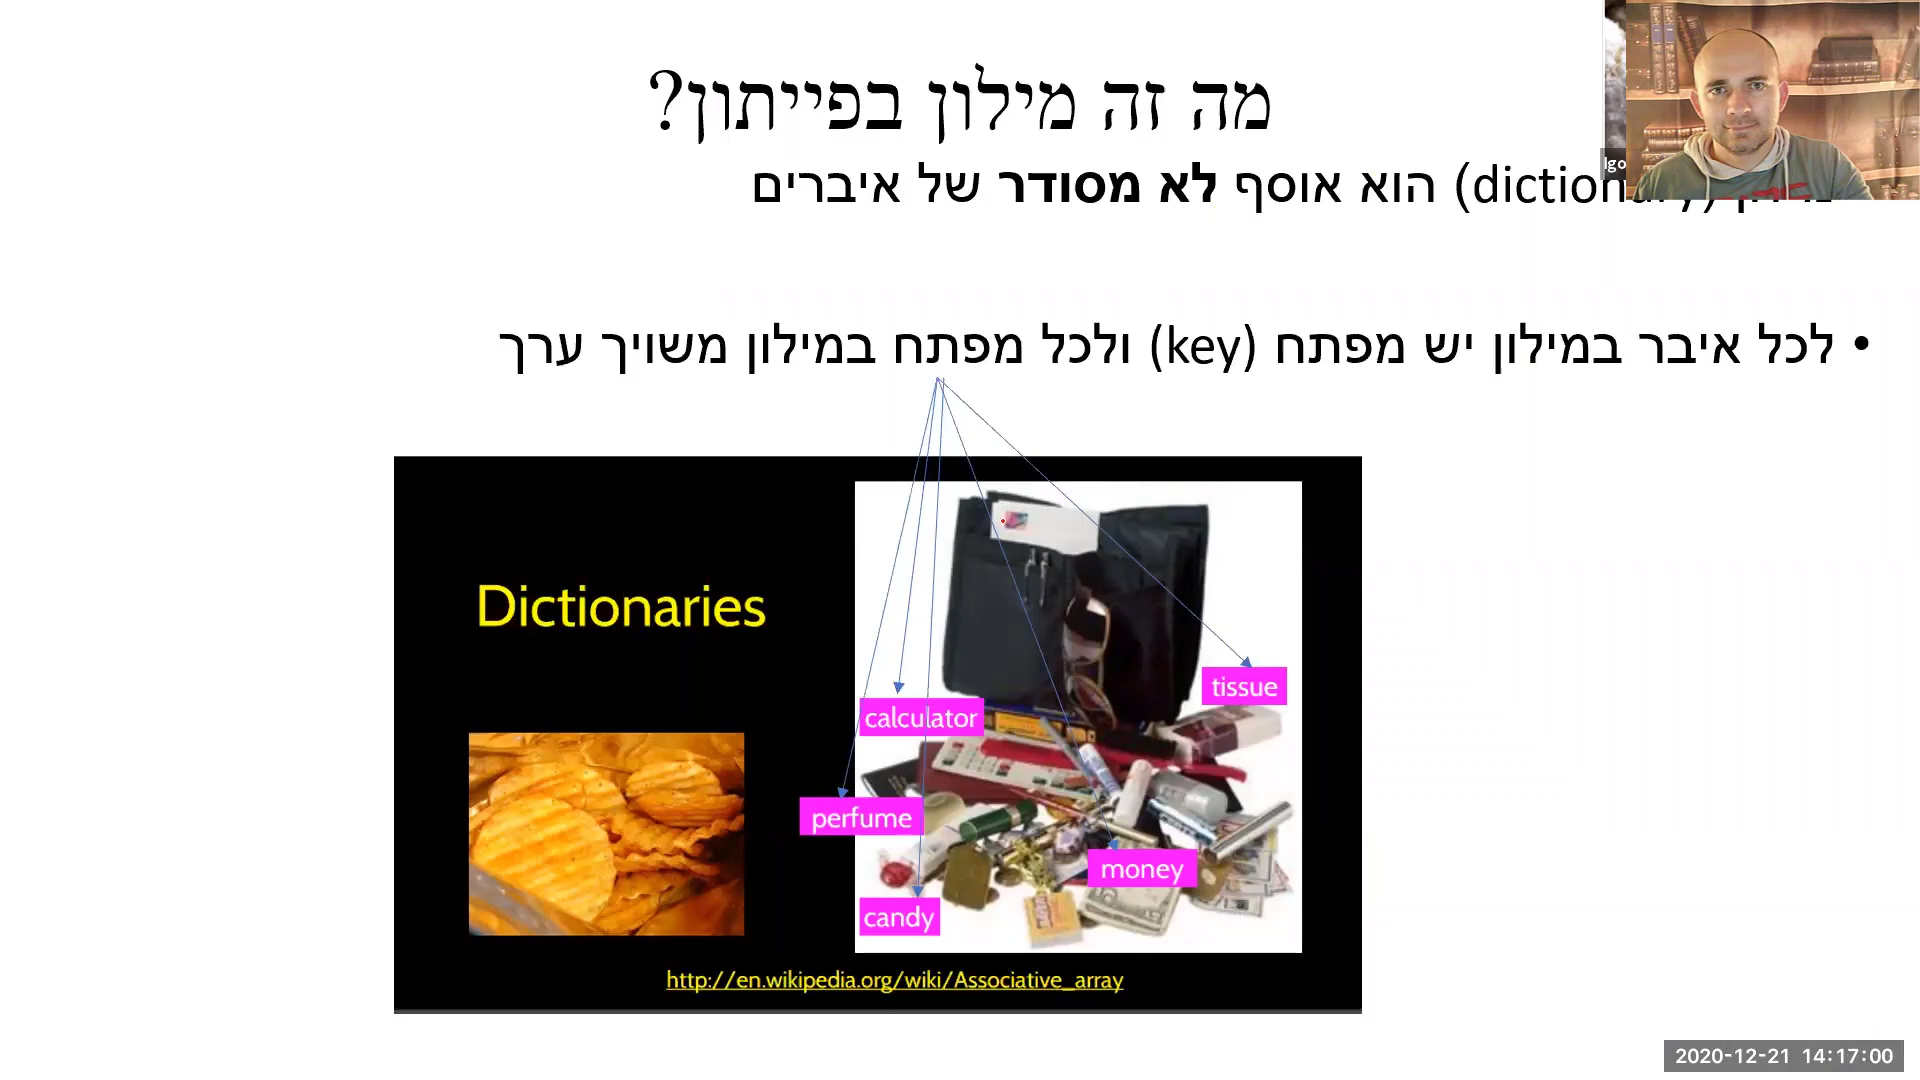 מה זה מילון בפייתון?
(dictionary) הוא אוסף לא מסודר של איברים
• לכל איבר במילון יש מפתח (key) ולכל מפתח במילון משויך ערך
Dictionaries
tissue
calculator
perfume
money
candy
http://en.wikipedia.org/wiki/Associative_array
Igo
2020-12-21 14:17:00